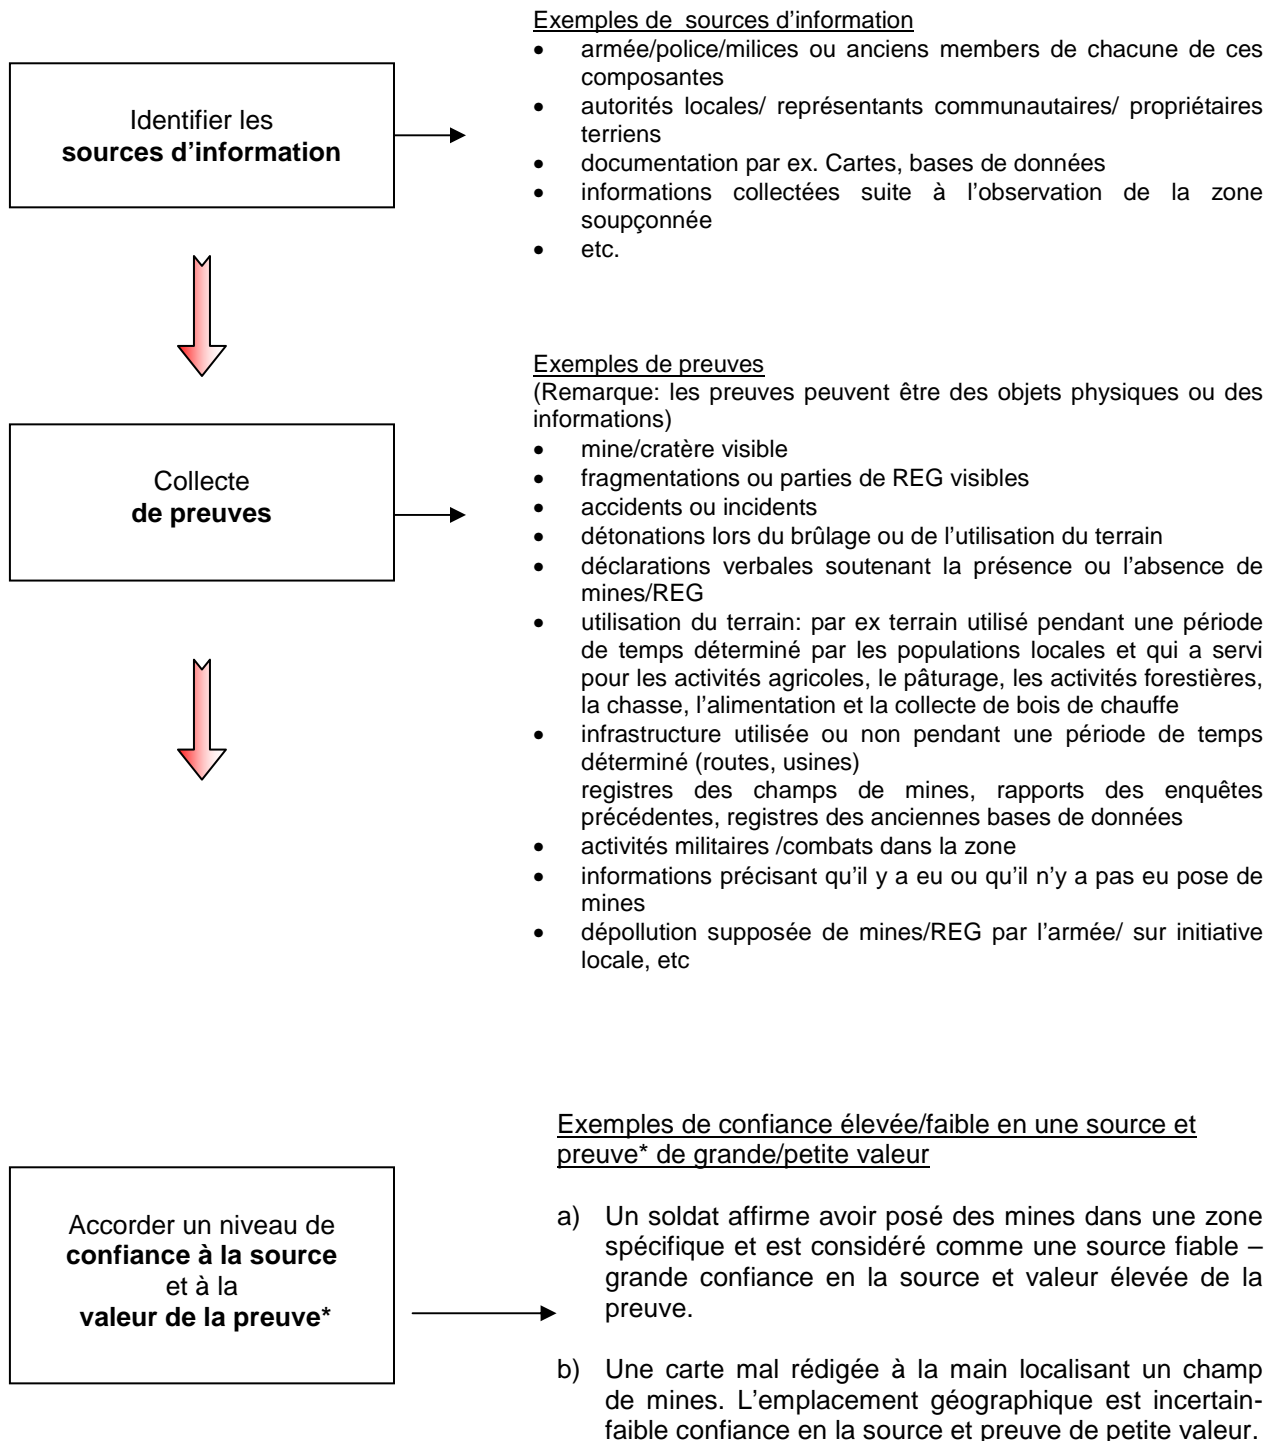 Identifier les
sources d’information
Exemples de  sources d’information
• armée/police/milices ou anciens members de chacune de ces
composantes
• autorités locales/ représentants communautaires/ propriétaires
terriens
• documentation par ex. Cartes, bases de données
• informations collectées suite à l’observation de la zone
soupçonnée
• etc.
Collecte
de preuves
Exemples de preuves
(Remarque: les preuves peuvent être des objets physiques ou des
informations)
• mine/cratère visible
• fragmentations ou parties de REG visibles
• accidents ou incidents
• détonations lors du brûlage ou de l’utilisation du terrain
• déclarations verbales soutenant la présence ou l’absence de
mines/REG
• utilisation du terrain: par ex terrain utilisé pendant une période
de temps déterminé par les populations locales et qui a servi
pour les activités agricoles, le pâturage, les activités forestières,
la chasse, l’alimentation et la collecte de bois de chauffe
• infrastructure utilisée ou non pendant une période de temps
déterminé (routes, usines)
registres des champs de mines, rapports des enquêtes
précédentes, registres des anciennes bases de données
• activités militaires /combats dans la zone
• informations précisant qu’il y a eu ou qu’il n’y a pas eu pose de
mines
• dépollution supposée de mines/REG par l’armée/ sur initiative
locale, etc
Accorder un niveau de
confiance à la source
et à la
valeur de la preuve*
Exemples de confiance élevée/faible en une source et
preuve* de grande/petite valeur
a) Un soldat affirme avoir posé des mines dans une zone
spécifique et est considéré comme une source fiable –
grande confiance en la source et valeur élevée de la
preuve.
b) Une carte mal rédigée à la main localisant un champ
de mines. L’emplacement géographique est incertain-
faible confiance en la source et preuve de petite valeur.